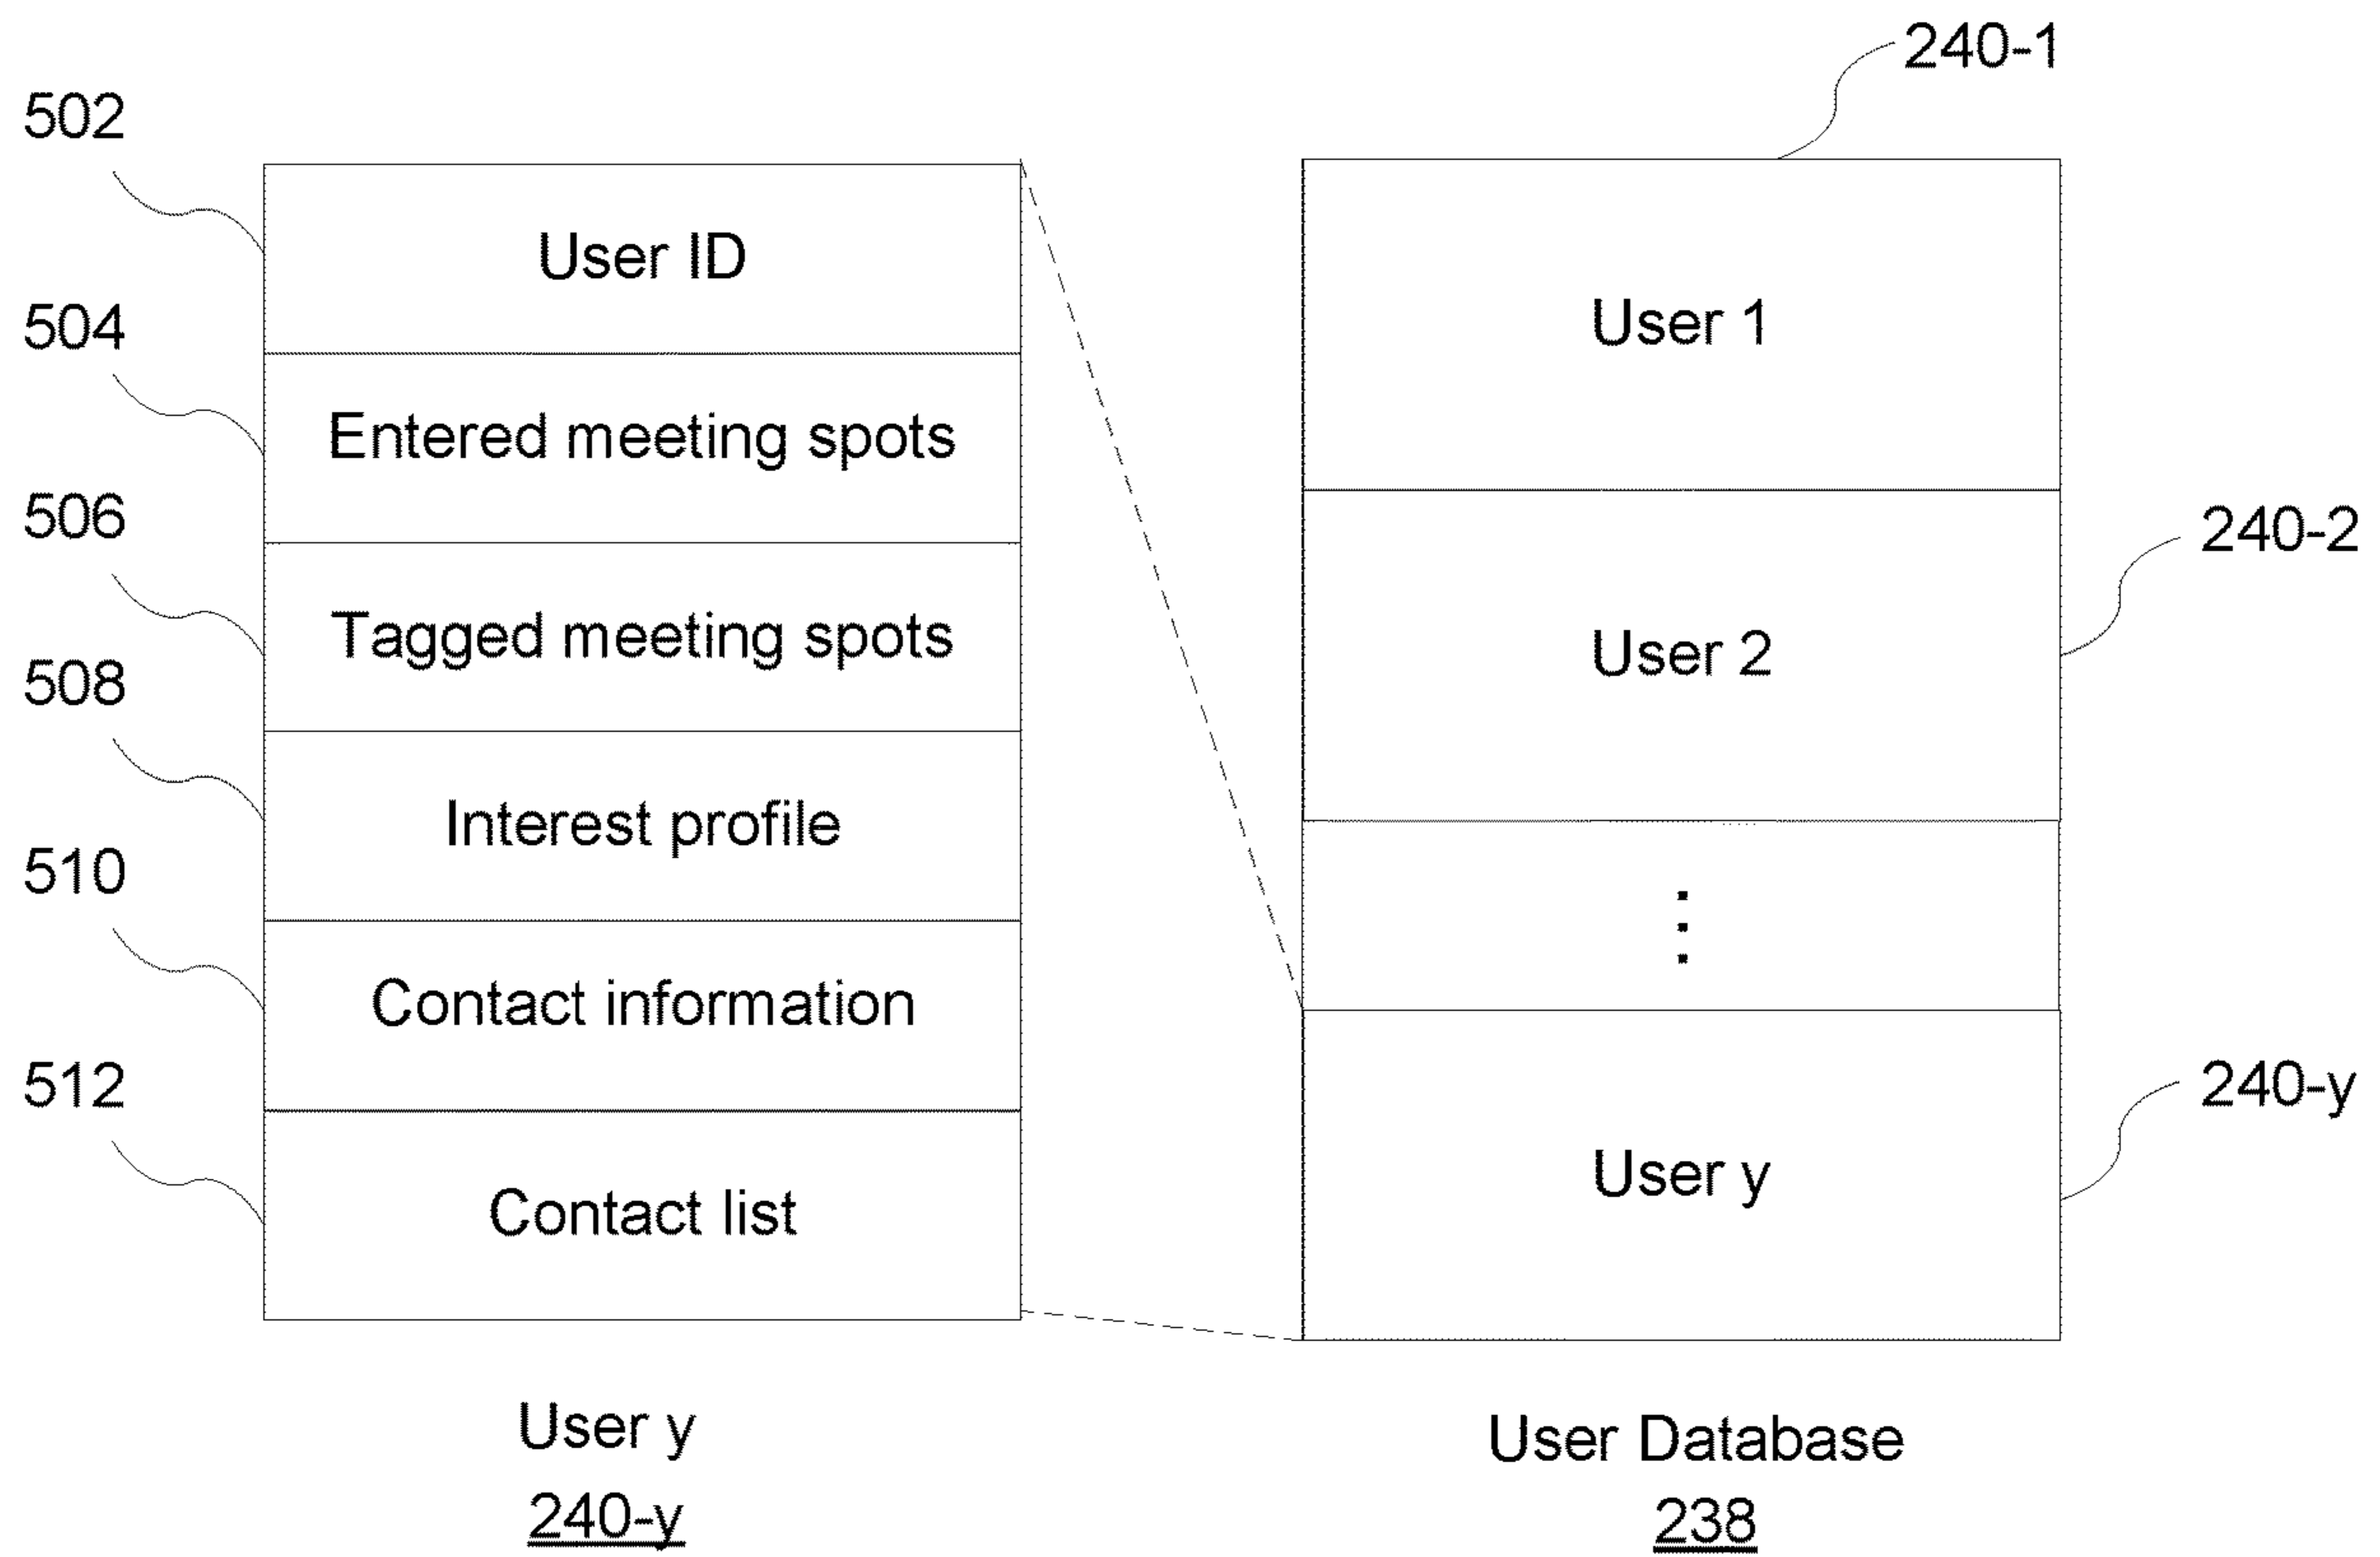 240-1
502
User ID
504
Entered meeting spots
506
Tagged meeting spots
508
Interest profile
510
Contact information
512
Contact list
User y
240-y
User 1
User 2
240-2
User y
240-y
User Database
238